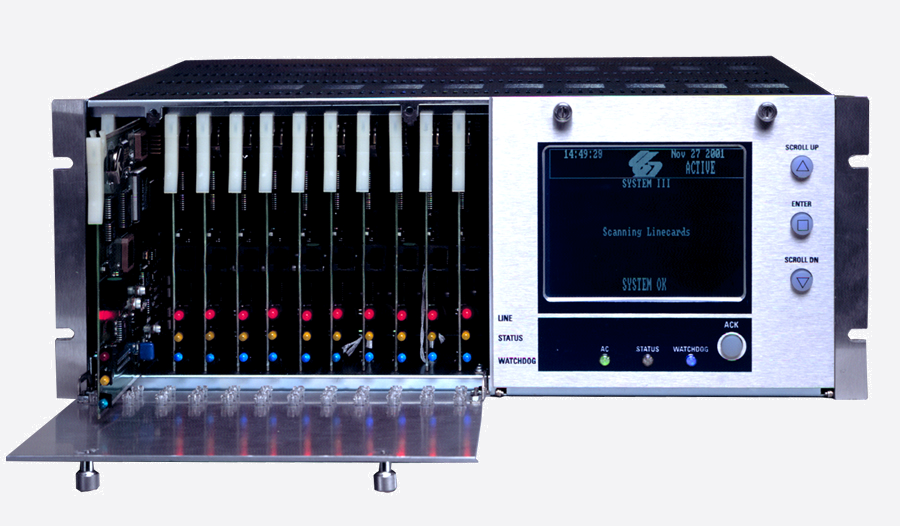 14:49:28 Nov 27 2001
ACTIVE
SYSTEM III
Scanning Linecards
SYSTEM OK
SCROLL UP
ENTER
SCROLL DN
LINE
STATUS
WATCHDOG
ACK
AC STATUS WATCHDOG